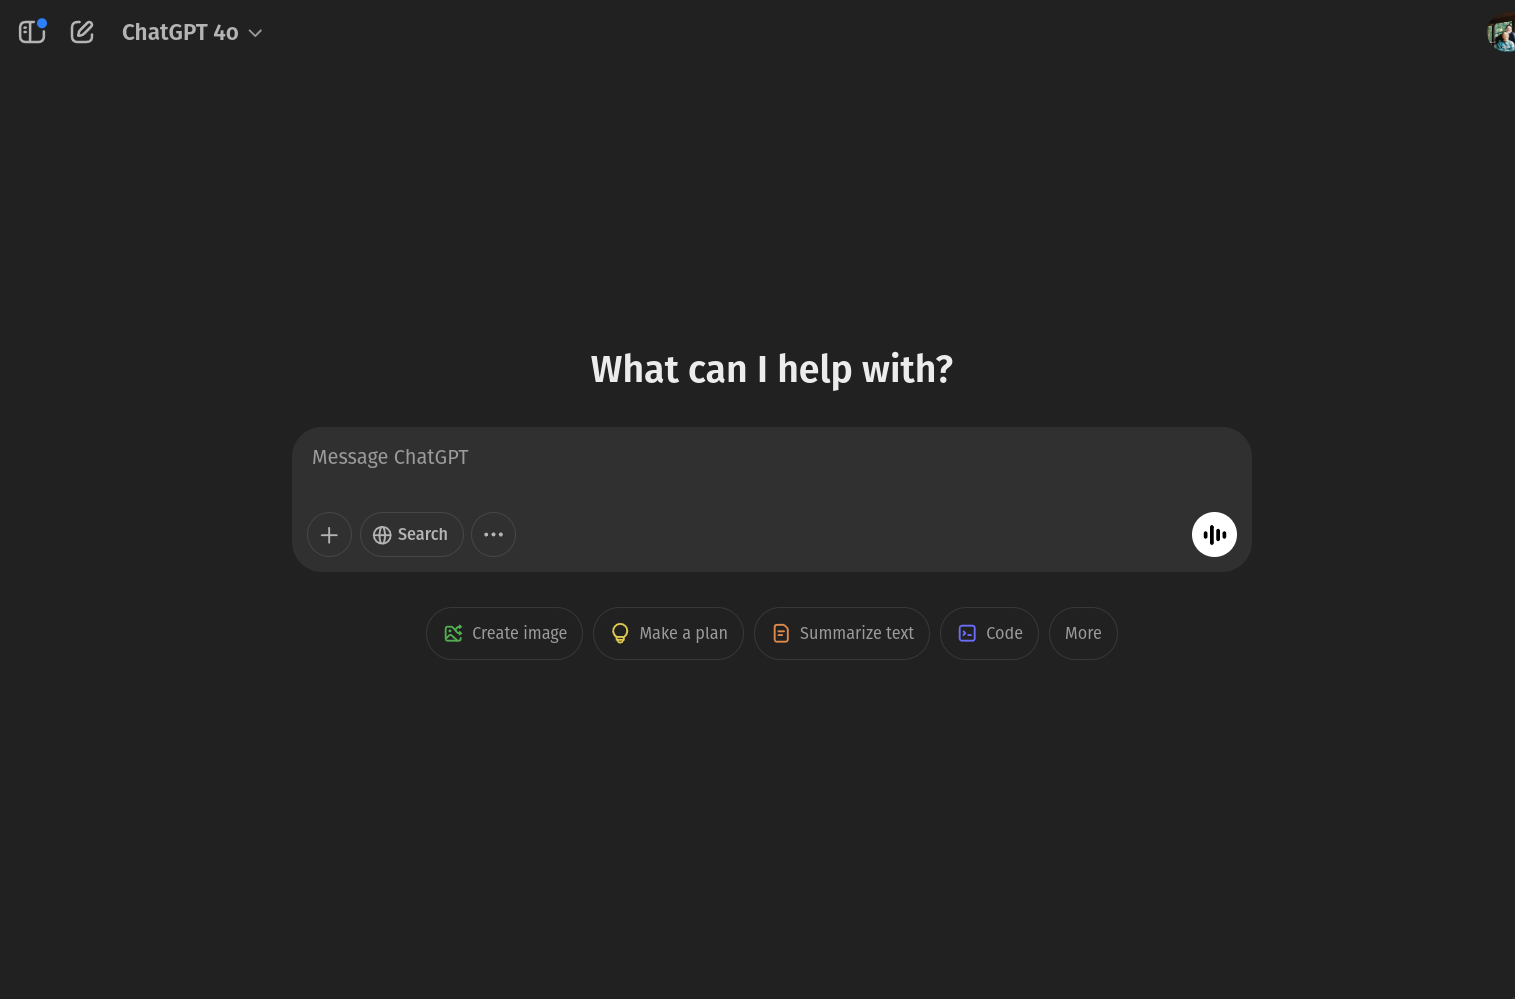 ChatGPT 4o
What can I help with?
Message ChatGPT
Search
Create image
Make a plan
Summarize text
Code
More